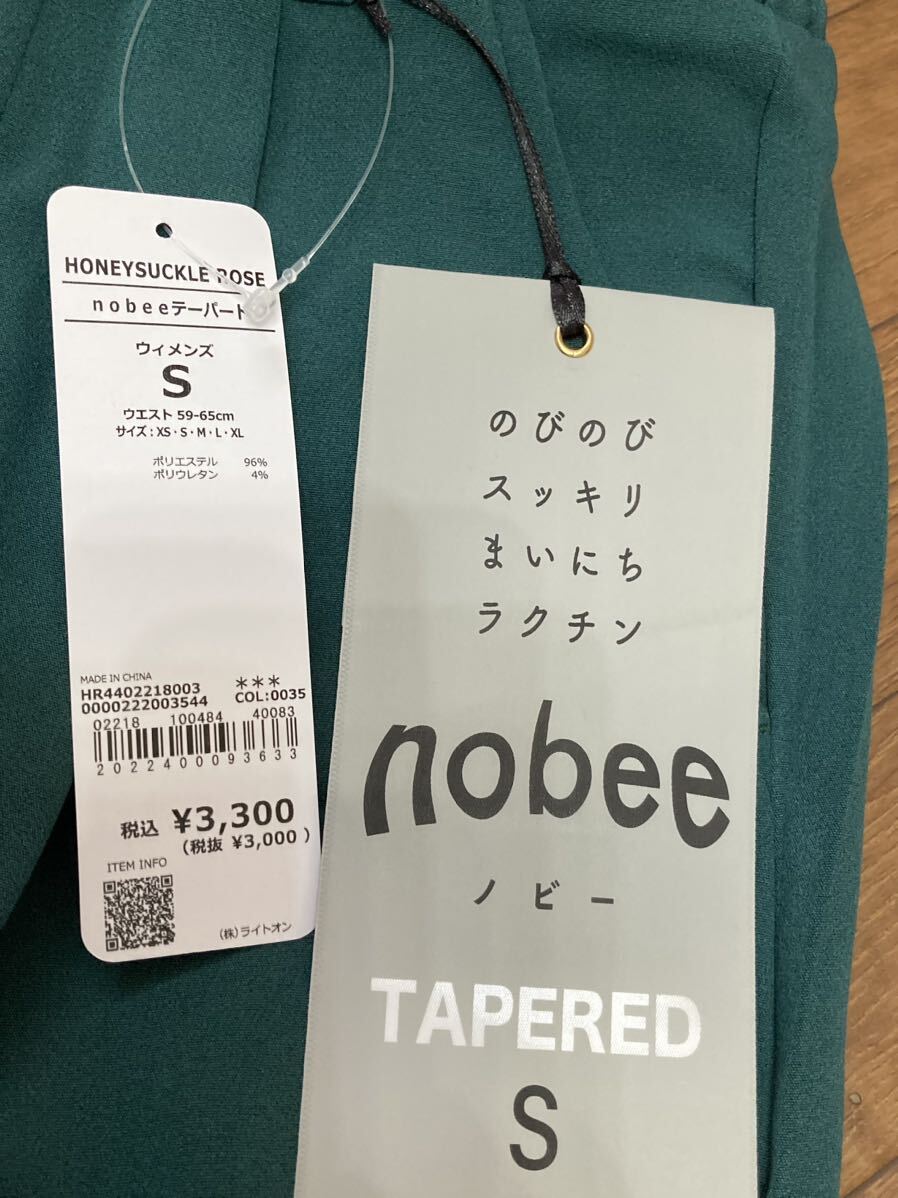 HONEYSUCKLE ROSE
nobeeテーパード
ウィメンズ
S
ウエスト 59-65cm
サイズ：XS・S・M・L・XL
ポリエステル 96%
ポリウレタン 4%
MADE IN CHINA
HR4402218003 ＊＊＊
0000222003544 COL:0035
02218 100484 40083
2022400093633
税込 ¥3,300
(税抜 ¥3,000 )
ITEM INFO
(株)ライトオン
のびのび
スッキリ
まいにち
ラクチン
nobee
ノビー
TAPERED
S